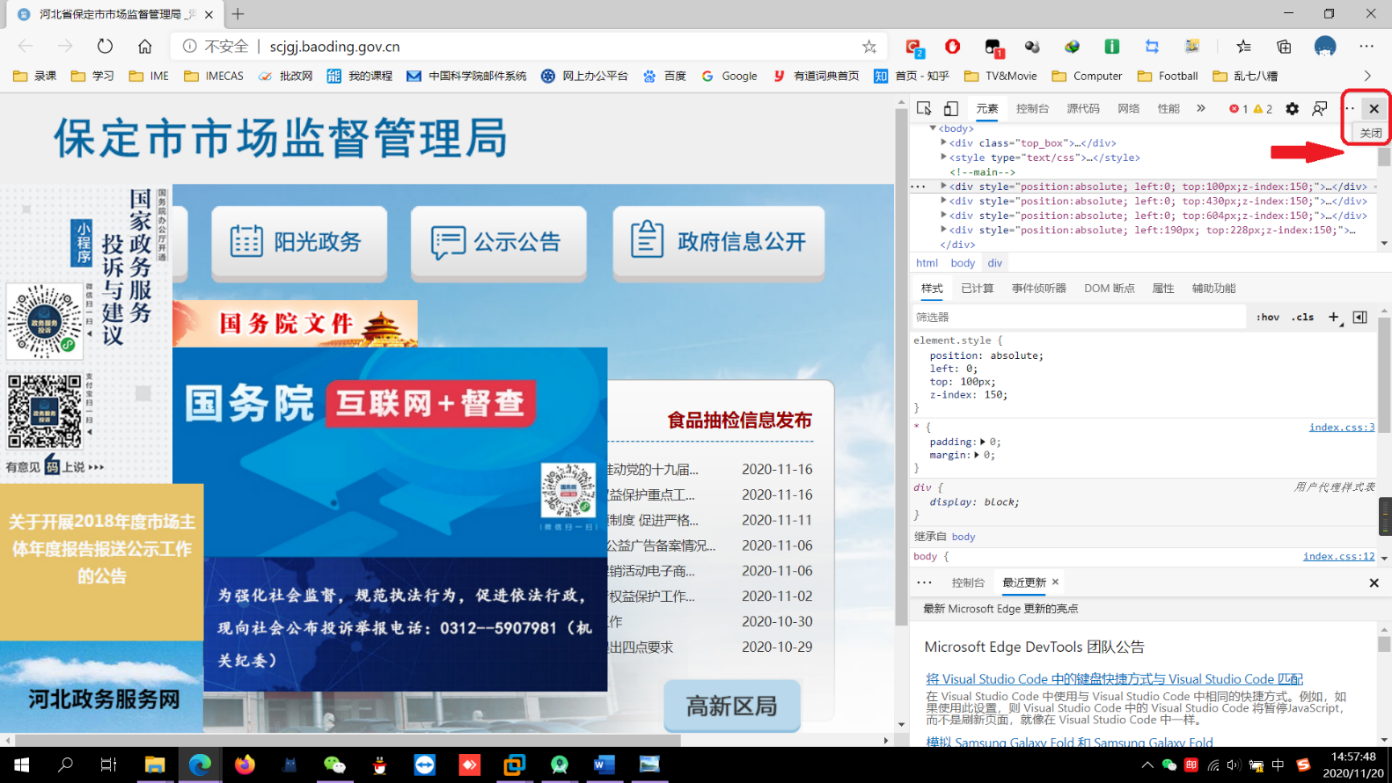 河北省保定市市场监督管理局
不安全 | scjgj.baoding.gov.cn
2
1
录课 学习 IME IMECAS 批改网 我的课程 中国科学院邮件系统 网上办公平台 百度 Google 有道词典首页 首页 - 知乎 TV&Movie Computer Football 乱七八糟
保定市市场监督管理局
国务院办公厅开通
国家政务服务
投诉与建议
小程序
微信扫一扫
政务服务
投诉
支付宝扫一扫
有意见 码 上说
阳光政务
公示公告
政府信息公开
国务院文件
国务院 互联网+督查
微信扫一扫
食品抽检信息发布
推动党的十九届... 2020-11-16
权益保护重点工... 2020-11-16
制度 促进严格... 2020-11-11
公益广告备案情况... 2020-11-06
促销活动电子商... 2020-11-06
权益保护工作... 2020-11-02
工作 2020-10-30
提出四点要求 2020-10-29
关于开展2018年度市场主
体年度报告报送公示工作
的公告
为强化社会监督，规范执法行为，促进依法行政，
现向社会公布投诉举报电话：0312--5907981（机
关纪委）
河北政务服务网
高新区局
元素 控制台 源代码 网络 性能 » 1 2
关闭
<body>
<div class="top_box">…</div>
<style type="text/css">…</style>
<!--main-->
<div style="position:absolute; left:0; top:100px;z-index:150;">…</div>
<div style="position:absolute; left:0; top:430px;z-index:150;">…</div>
<div style="position:absolute; left:0; top:604px;z-index:150;">…</div>
<div style="position:absolute; left:190px; top:228px;z-index:150;">…
</div>
html body div
样式 已计算 事件侦听器 DOM 断点 属性 辅助功能
筛选器 :hov .cls +
element.style {
position: absolute;
left: 0;
top: 100px;
z-index: 150;
}
* { index.css:3
padding: 0;
margin: 0;
}
div { 用户代理样式表
display: block;
}
继承自 body
body { index.css:12
控制台 最近更新
最新 Microsoft Edge 更新的亮点
Microsoft Edge DevTools 团队公告
将 Visual Studio Code 中的键盘快捷方式与 Visual Studio Code 匹配
在 Visual Studio Code 中使用与 Visual Studio Code 中相同的快捷方式。例如，如
果使用此设置，则 Visual Studio Code 中的 Visual Studio Code 将暂停JavaScript，
而不是刷新页面，就像在 Visual Studio Code 中一样。
模拟 Samsung Galaxy Fold 和 Samsung Galaxy Fold
中
14:57:48
2020/11/20